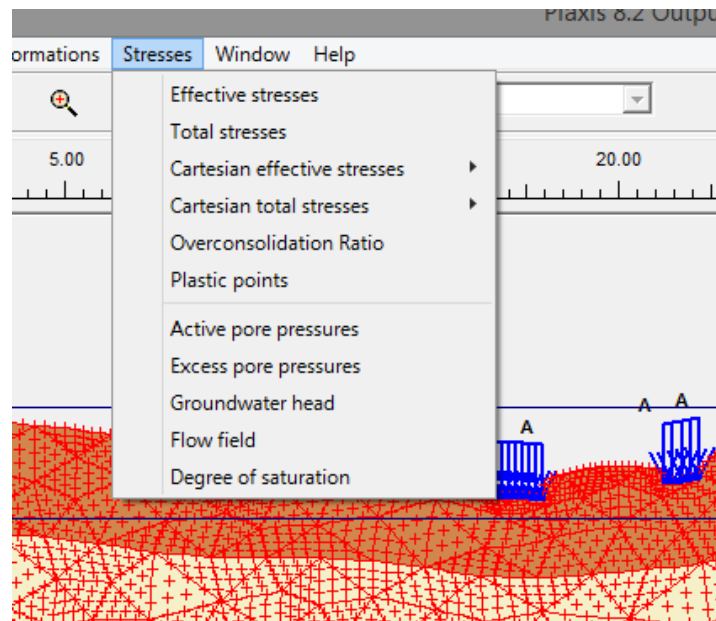 Plaxis 8.2 Outpu
ormations Stresses Window Help
Effective stresses
Total stresses
5.00 20.00
Cartesian effective stresses
Cartesian total stresses
Overconsolidation Ratio
Plastic points
Active pore pressures
Excess pore pressures
Groundwater head
A A
A
Flow field
Degree of saturation